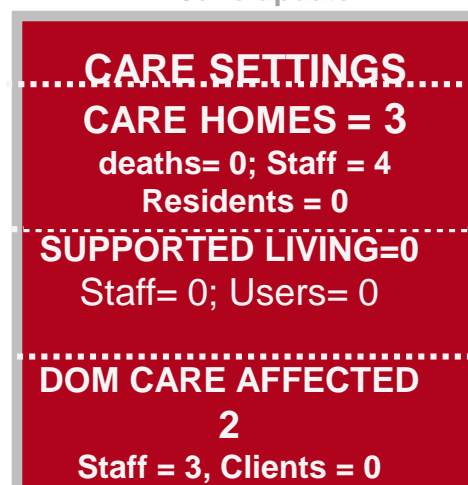 CARE SETTINGS
CARE HOMES = 3
deaths= 0; Staff = 4
Residents = 0
SUPPORTED LIVING=0
Staff= 0; Users= 0
DOM CARE AFFECTED
2
Staff = 3, Clients = 0